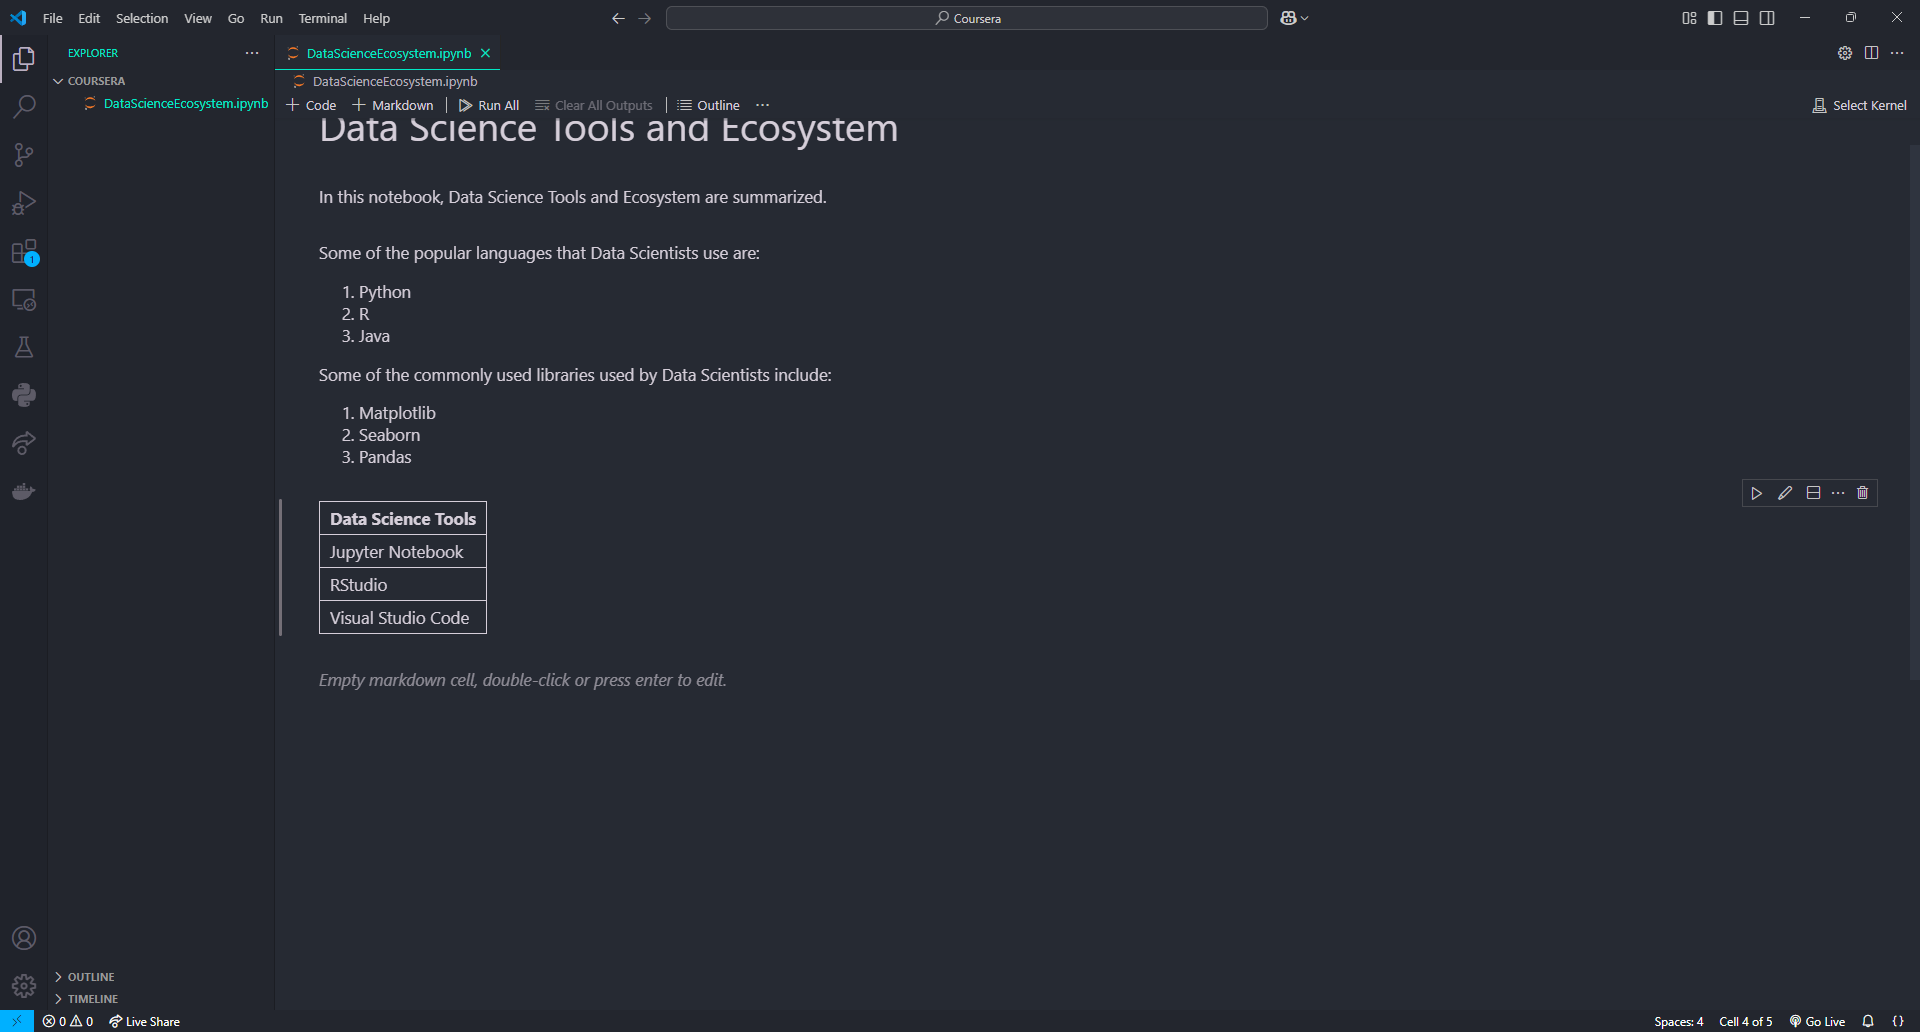 File Edit Selection View Go Run Terminal Help
Coursera
EXPLORER
DataScienceEcosystem.ipynb
COURSERA
DataScienceEcosystem.ipynb
DataScienceEcosystem.ipynb
Code Markdown Run All Clear All Outputs Outline
Select Kernel
Data Science Tools and Ecosystem
In this notebook, Data Science Tools and Ecosystem are summarized.
Some of the popular languages that Data Scientists use are:
1. Python
2. R
3. Java
Some of the commonly used libraries used by Data Scientists include:
1. Matplotlib
2. Seaborn
3. Pandas
Data Science Tools
Jupyter Notebook
RStudio
Visual Studio Code
Empty markdown cell, double-click or press enter to edit.
1
OUTLINE
TIMELINE
0 0 Live Share
Spaces: 4 Cell 4 of 5 Go Live